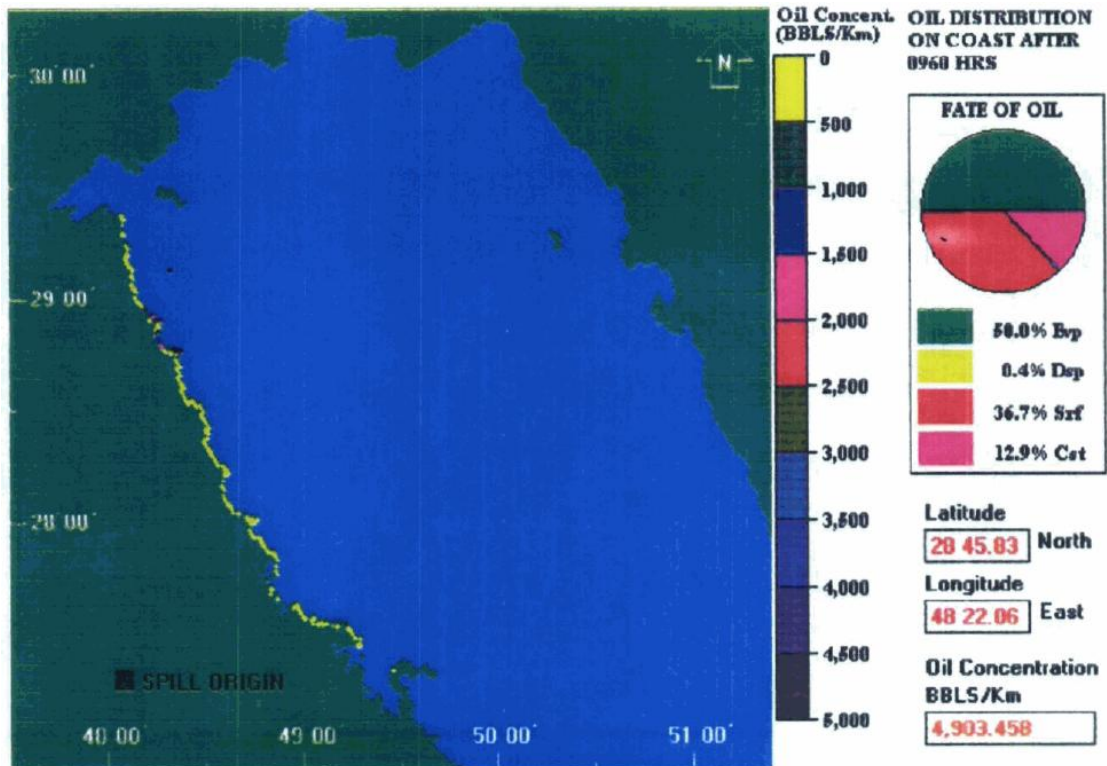 Oil Concent.
(BBLS/Km)
OIL DISTRIBUTION
ON COAST AFTER
0960 HRS
N
0
500
1,000
1,500
2,000
2,500
3,000
3,500
4,000
4,500
5,000
FATE OF OIL
50.0% Evp
0.4% Dsp
36.7% Srf
12.9% Cst
Latitude
28 45.83 North
Longitude
48 22.06 East
Oil Concentration
BBLS/Km
4,903.458
30 00'
29 00'
28 00'
SPILL ORIGIN
48 00 49 00 50 00 51 00